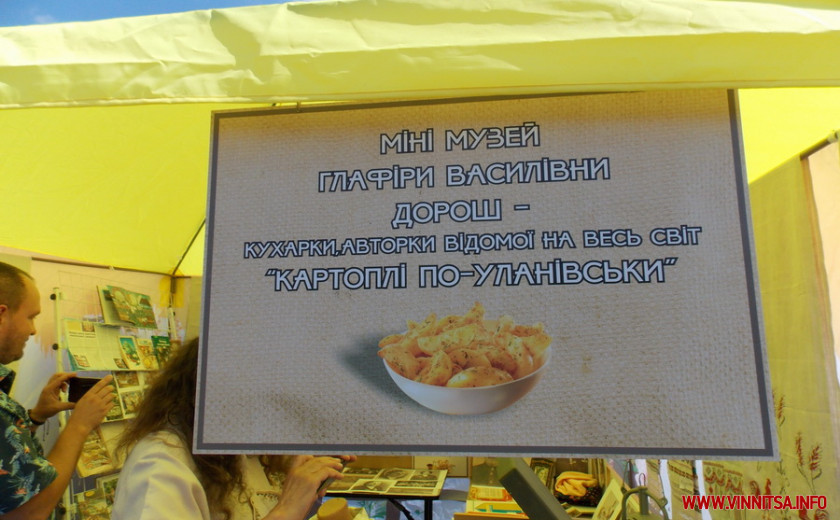 МІНІ МУЗЕЙ
ГЛАФІРИ ВАСИЛІВНИ
ДОРОШ –
КУХАРКИ,АВТОРКИ ВІДОМОЇ НА ВЕСЬ СВІТ
“КАРТОПЛІ ПО-УЛАНІВСЬКИ”
WWW.VINNITSA.INFO